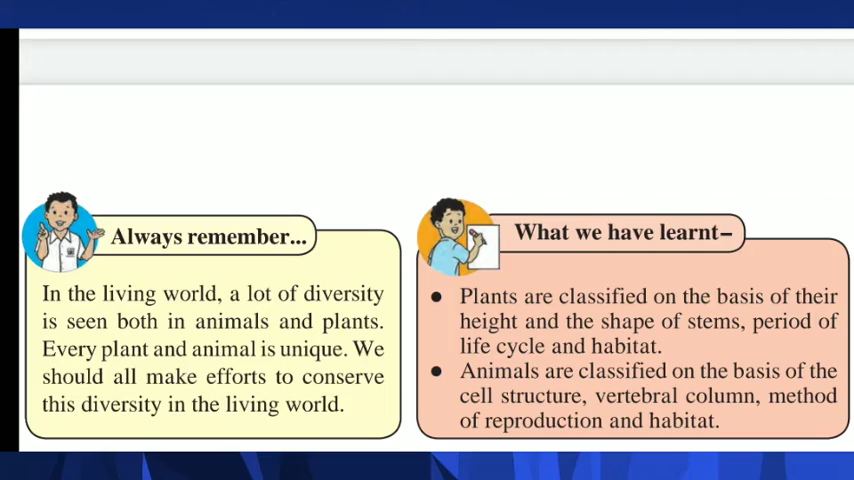 Always remember...
In the living world, a lot of diversity
is seen both in animals and plants.
Every plant and animal is unique. We
should all make efforts to conserve
this diversity in the living world.
What we have learnt–
● Plants are classified on the basis of their
height and the shape of stems, period of
life cycle and habitat.
● Animals are classified on the basis of the
cell structure, vertebral column, method
of reproduction and habitat.